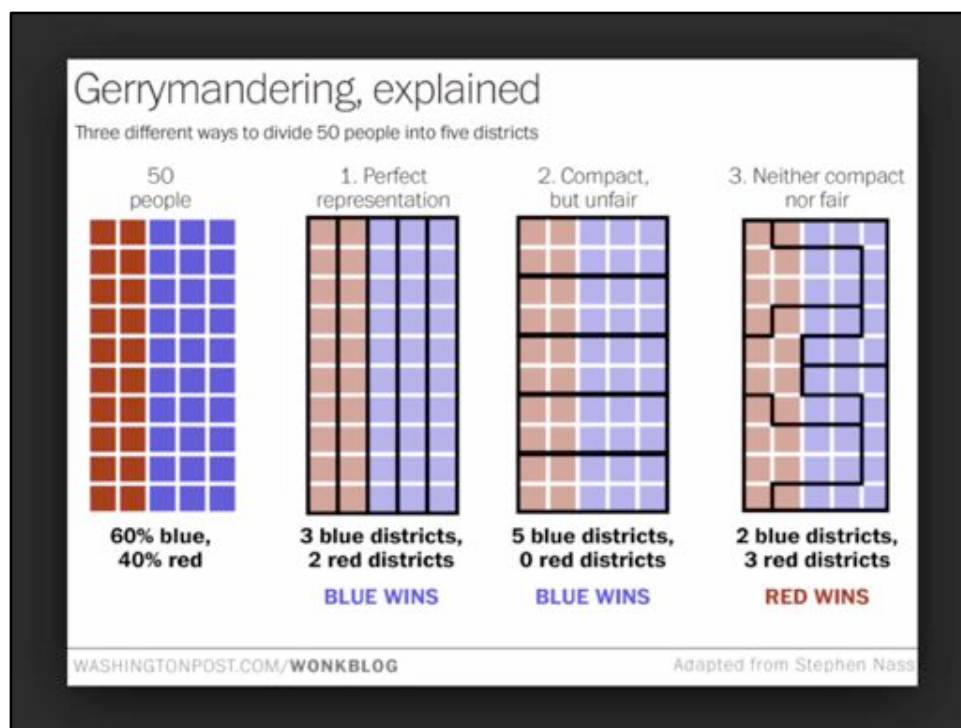 Gerrymandering, explained
Three different ways to divide 50 people into five districts
50
people
1. Perfect
representation
2. Compact,
but unfair
3. Neither compact
nor fair
60% blue,
40% red
3 blue districts,
2 red districts
BLUE WINS
5 blue districts,
0 red districts
BLUE WINS
2 blue districts,
3 red districts
RED WINS
WASHINGTONPOST.COM/WONKBLOG
Adapted from Stephen Nass